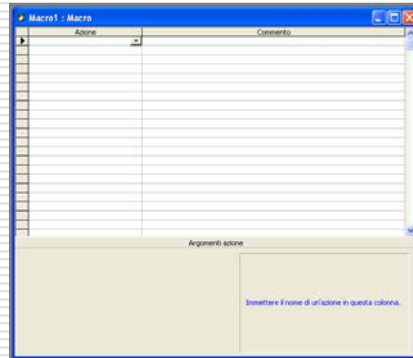 Macro1 : Macro
Azione Commento
Argomenti azione
Immettere il nome di un'azione in questa colonna.